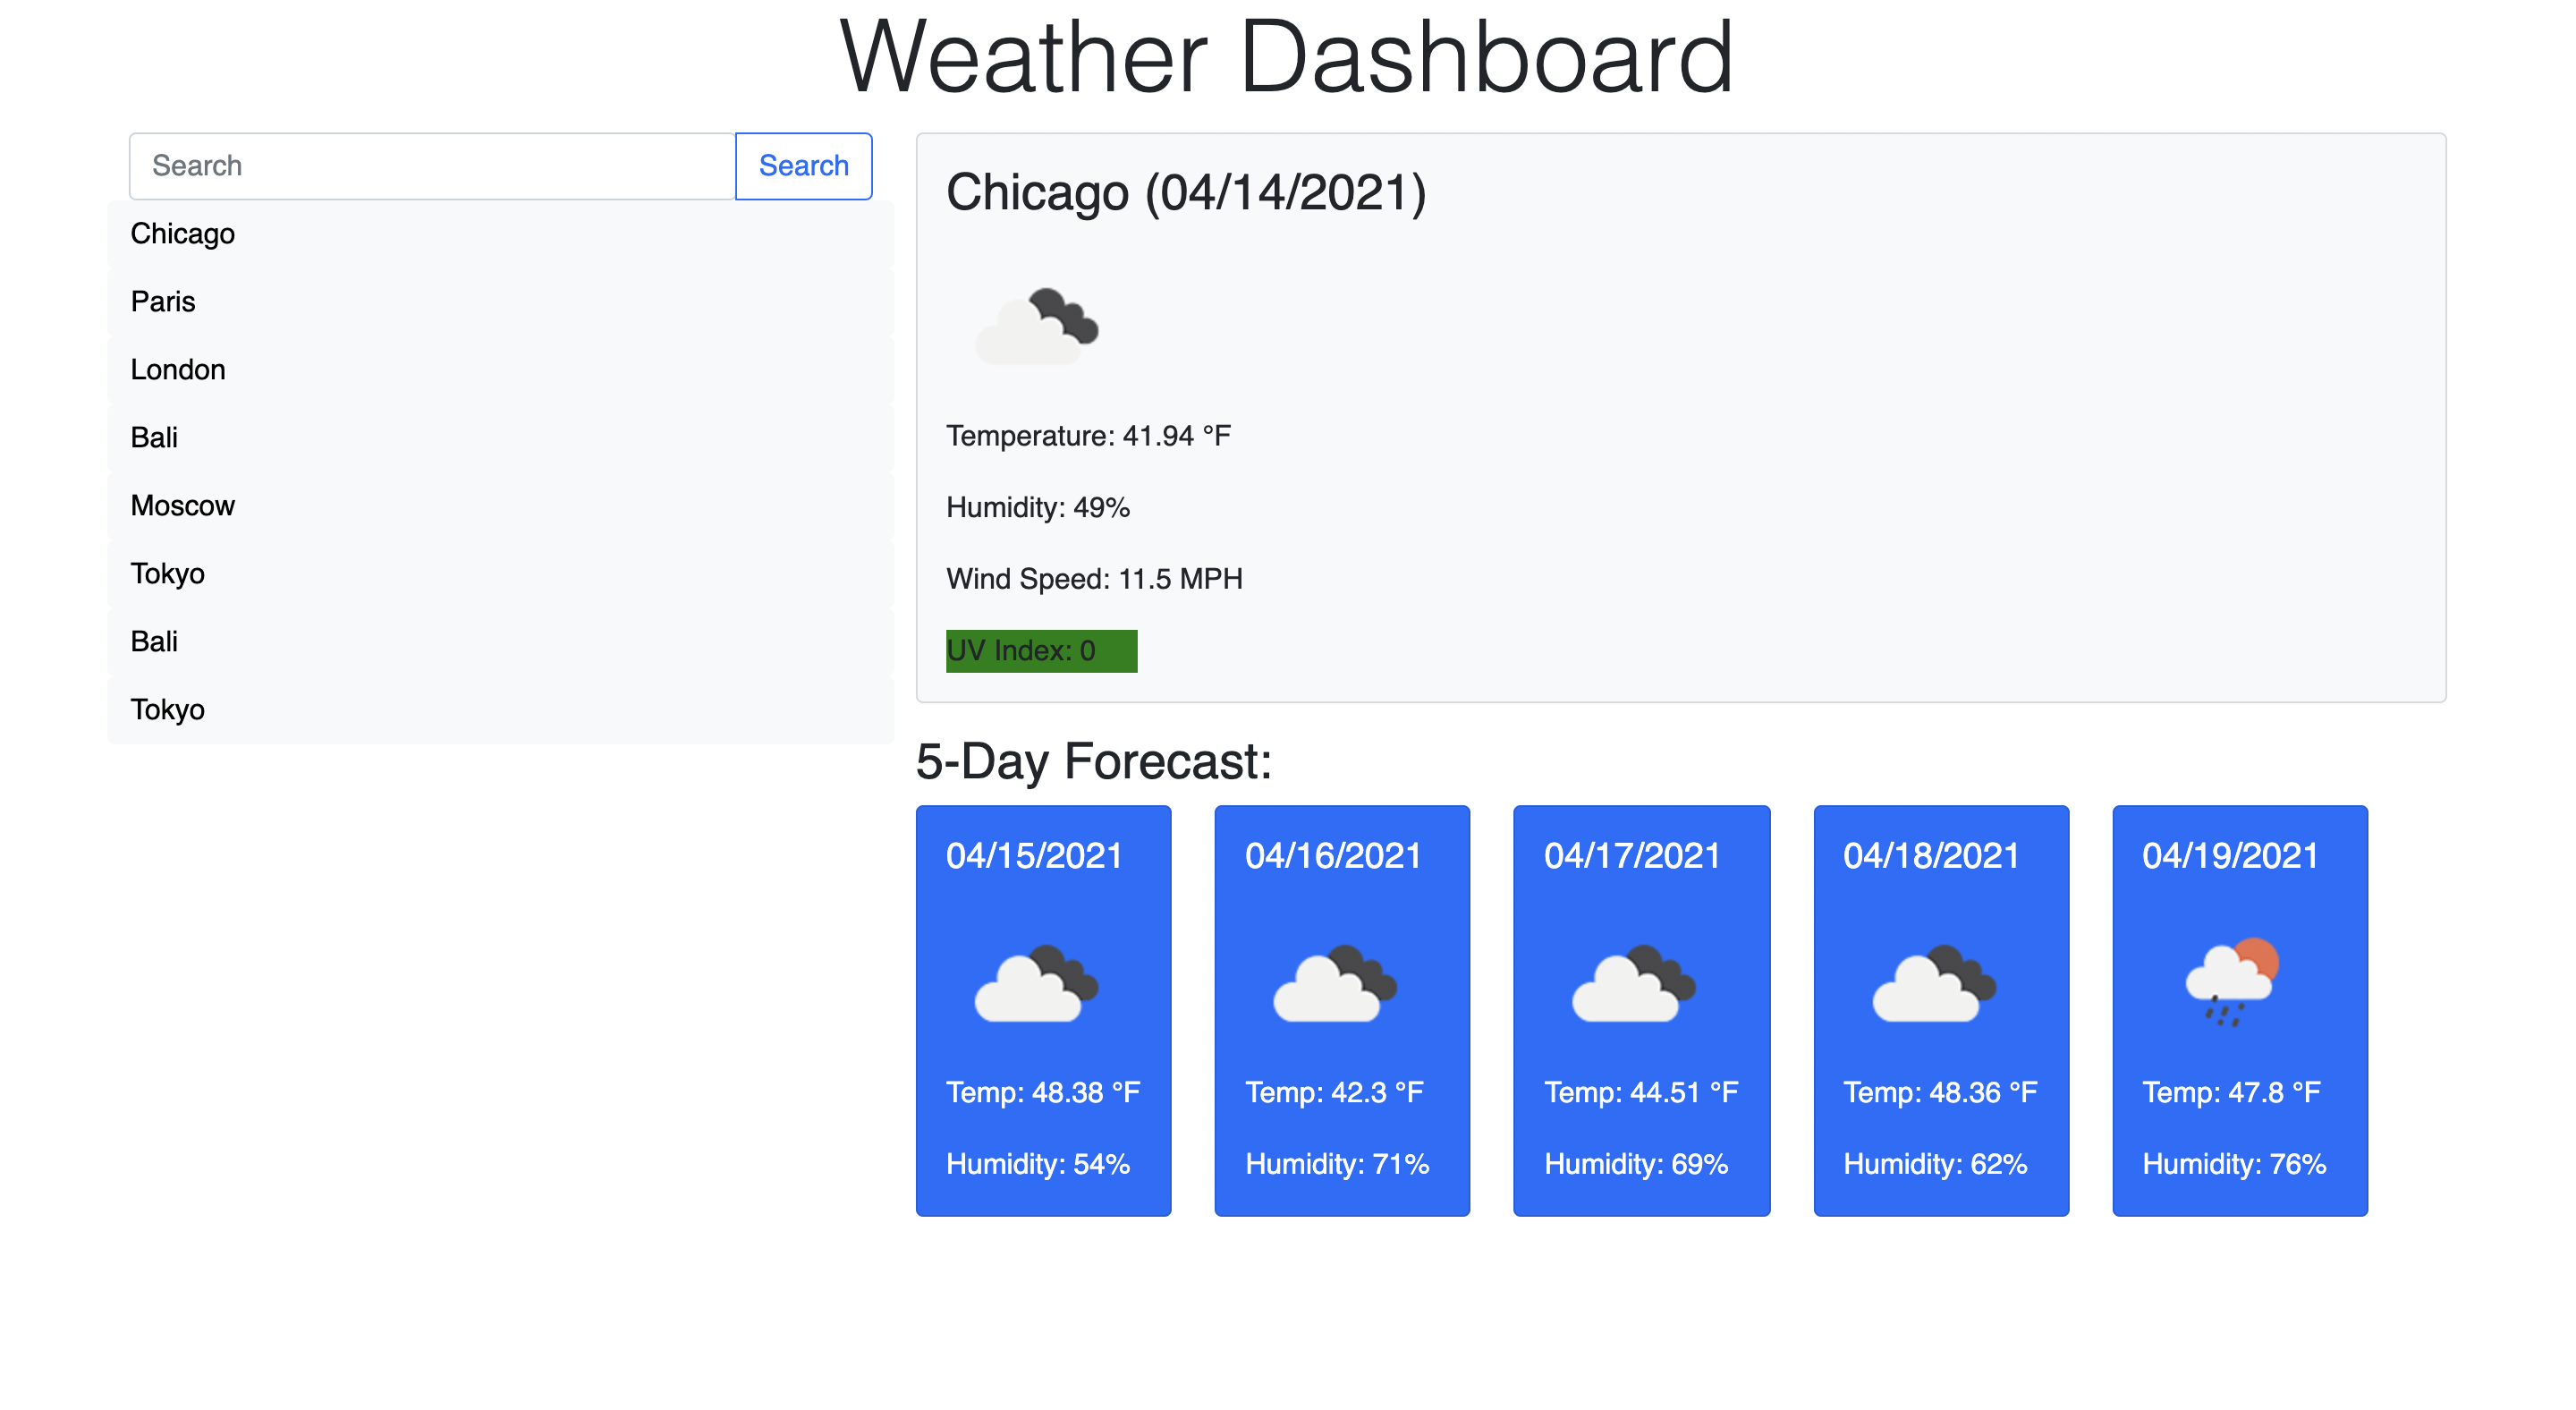 Weather Dashboard
Search Search
Chicago
Paris
London
Bali
Moscow
Tokyo
Bali
Tokyo
Chicago (04/14/2021)
Temperature: 41.94 °F
Humidity: 49%
Wind Speed: 11.5 MPH
UV Index: 0
5-Day Forecast:
04/15/2021
Temp: 48.38 °F
Humidity: 54%
04/16/2021
Temp: 42.3 °F
Humidity: 71%
04/17/2021
Temp: 44.51 °F
Humidity: 69%
04/18/2021
Temp: 48.36 °F
Humidity: 62%
04/19/2021
Temp: 47.8 °F
Humidity: 76%